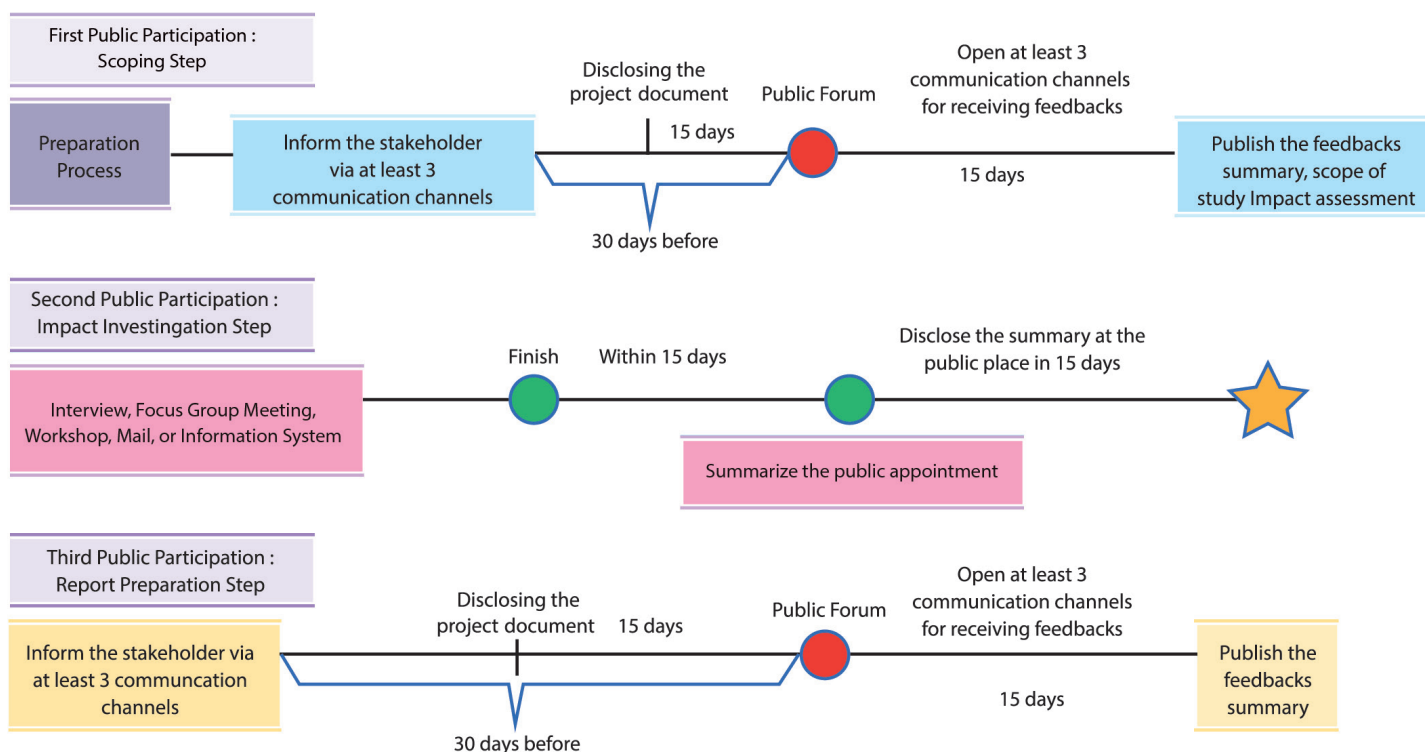 First Public Participation :
Scoping Step
Preparation
Process
Inform the stakeholder
via at least 3
communication channels
Disclosing the
project document
15 days
30 days before
Public Forum
Open at least 3
communication channels
for receiving feedbacks
15 days
Publish the feedbacks
summary, scope of
study Impact assessment
Second Public Participation :
Impact Investingation Step
Interview, Focus Group Meeting,
Workshop, Mail, or Information System
Finish
Within 15 days
Summarize the public appointment
Disclose the summary at the
public place in 15 days
Third Public Participation :
Report Preparation Step
Inform the stakeholder via
at least 3 communcation
channels
Disclosing the
project document
15 days
30 days before
Public Forum
Open at least 3
communication channels
for receiving feedbacks
15 days
Publish the
feedbacks
summary